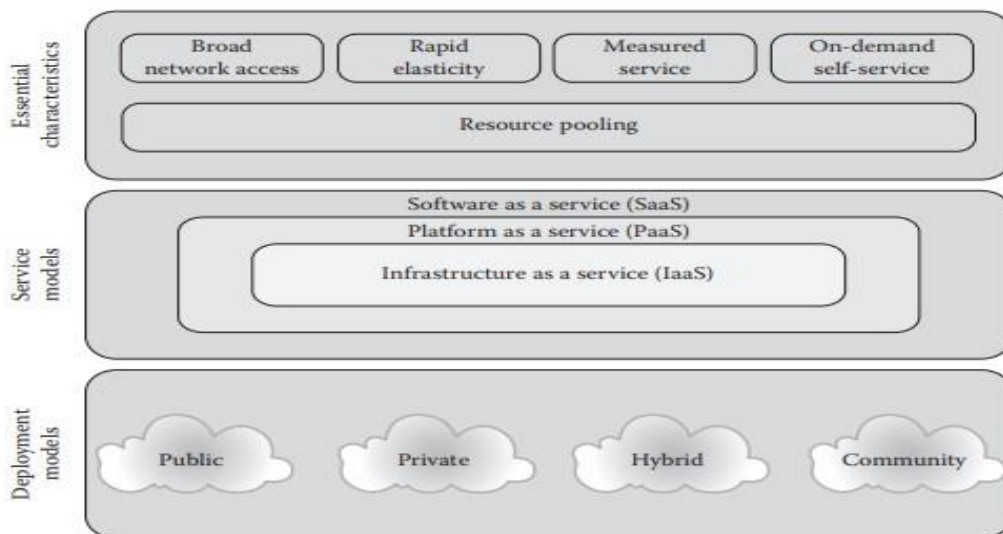 Essential
characteristics
Broad
network access
Rapid
elasticity
Measured
service
On-demand
self-service
Resource pooling
Service
models
Software as a service (SaaS)
Platform as a service (PaaS)
Infrastructure as a service (IaaS)
Deployment
models
Public
Private
Hybrid
Community